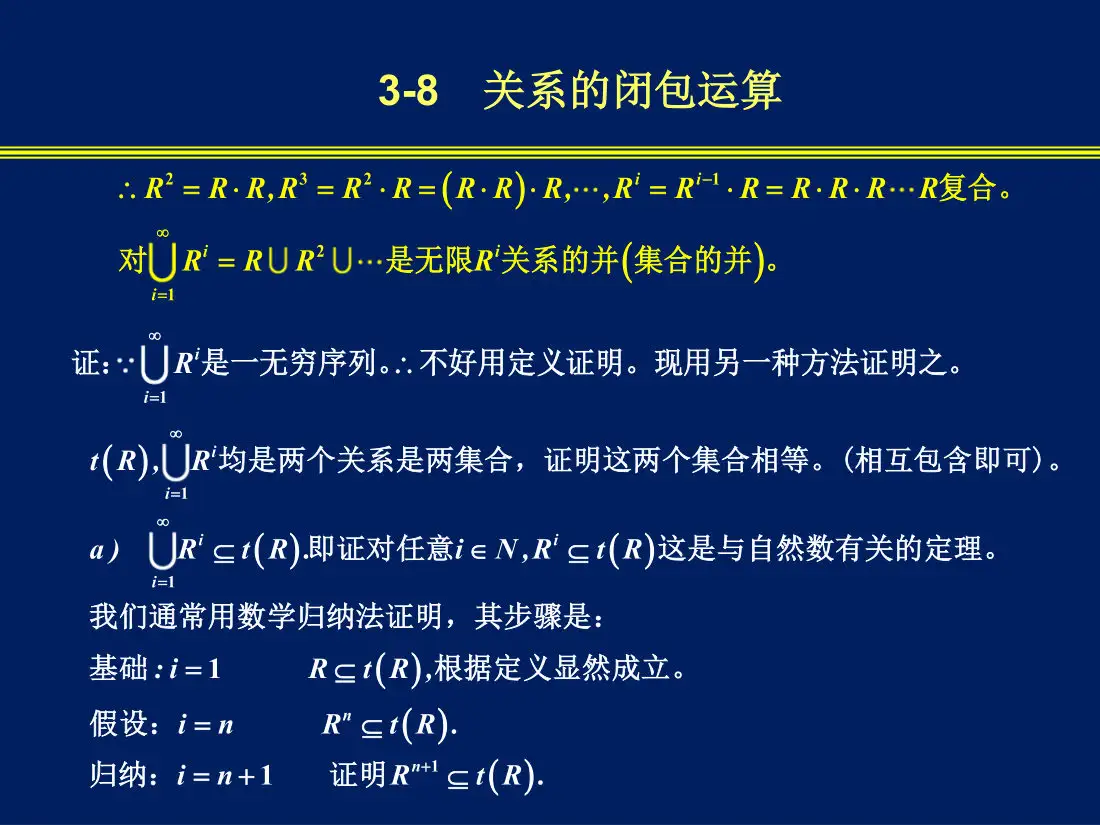 3-8 关系的闭包运算
∴ R² = R · R, R³ = R² · R = (R · R) · R, ⋯, Rⁱ = Rⁱ⁻¹ · R = R · R · R ⋯ R复合。
对⋃_{i=1}^{∞} Rⁱ = R ⋃ R² ⋃ ⋯是无限Rⁱ关系的并(集合的并)。
证:∵ ⋃_{i=1}^{∞} Rⁱ是一无穷序列。∴ 不好用定义证明。现用另一种方法证明之。
t(R), ⋃_{i=1}^{∞} Rⁱ均是两个关系是两集合，证明这两个集合相等。(相互包含即可)。
a) ⋃_{i=1}^{∞} Rⁱ ⊆ t(R).即证对任意i ∈ N, Rⁱ ⊆ t(R)这是与自然数有关的定理。
我们通常用数学归纳法证明，其步骤是：
基础: i = 1 R ⊆ t(R),根据定义显然成立。
假设：i = n Rⁿ ⊆ t(R).
归纳：i = n + 1 证明Rⁿ⁺¹ ⊆ t(R).